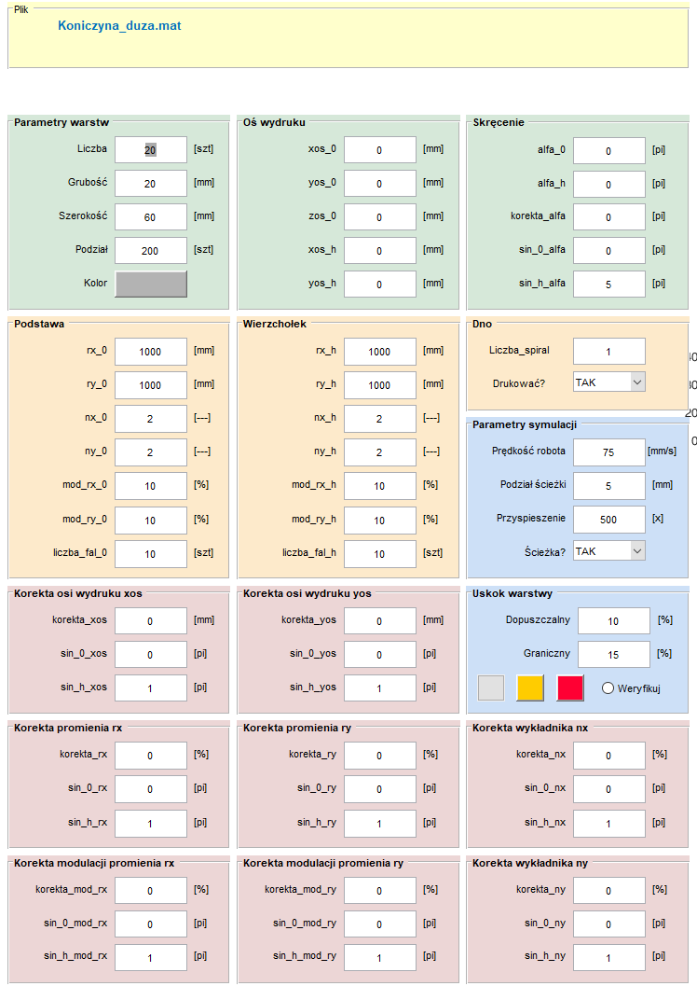 Plik
Koniczyna_duza.mat
Parametry warstw
Liczba 20 [szt]
Grubość 20 [mm]
Szerokość 60 [mm]
Podział 200 [szt]
Kolor
Oś wydruku
xos_0 0 [mm]
yos_0 0 [mm]
zos_0 0 [mm]
xos_h 0 [mm]
yos_h 0 [mm]
Skręcenie
alfa_0 0 [pi]
alfa_h 0 [pi]
korekta_alfa 0 [pi]
sin_0_alfa 0 [pi]
sin_h_alfa 5 [pi]
Podstawa
rx_0 1000 [mm]
ry_0 1000 [mm]
nx_0 2 [---]
ny_0 2 [---]
mod_rx_0 10 [%]
mod_ry_0 10 [%]
liczba_fal_0 10 [szt]
Wierzchołek
rx_h 1000 [mm]
ry_h 1000 [mm]
nx_h 2 [---]
ny_h 2 [---]
mod_rx_h 10 [%]
mod_ry_h 10 [%]
liczba_fal_h 10 [szt]
Dno
Liczba_spiral 1
Drukować? TAK
20
0
Parametry symulacji
Prędkość robota 75 [mm/s]
Podział ścieżki 5 [mm]
Przyspieszenie 500 [x]
Ścieżka? TAK
Korekta osi wydruku xos
korekta_xos 0 [mm]
sin_0_xos 0 [pi]
sin_h_xos 1 [pi]
Korekta osi wydruku yos
korekta_yos 0 [mm]
sin_0_yos 0 [pi]
sin_h_yos 1 [pi]
Uskok warstwy
Dopuszczalny 10 [%]
Graniczny 15 [%]
Weryfikuj
Korekta promienia rx
korekta_rx 0 [%]
sin_0_rx 0 [pi]
sin_h_rx 1 [pi]
Korekta promienia ry
korekta_ry 0 [%]
sin_0_ry 0 [pi]
sin_h_ry 1 [pi]
Korekta wykładnika nx
korekta_nx 0 [%]
sin_0_nx 0 [pi]
sin_h_nx 1 [pi]
Korekta modulacji promienia rx
korekta_mod_rx 0 [%]
sin_0_mod_rx 0 [pi]
sin_h_mod_rx 1 [pi]
Korekta modulacji promienia ry
korekta_mod_ry 0 [%]
sin_0_mod_ry 0 [pi]
sin_h_mod_ry 1 [pi]
Korekta wykładnika ny
korekta_ny 0 [%]
sin_0_ny 0 [pi]
sin_h_ny 1 [pi]